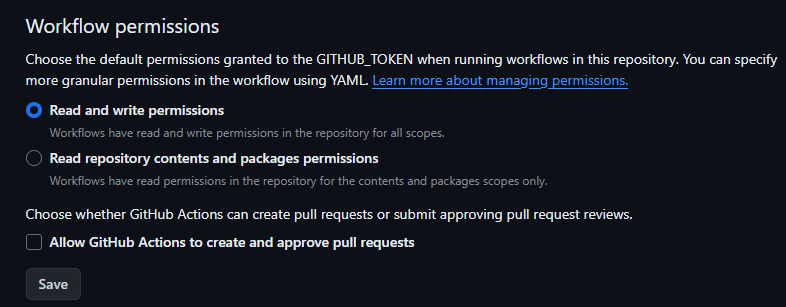 Workflow permissions
Choose the default permissions granted to the GITHUB_TOKEN when running workflows in this repository. You can specify
more granular permissions in the workflow using YAML. Learn more about managing permissions.
Read and write permissions
Workflows have read and write permissions in the repository for all scopes.
Read repository contents and packages permissions
Workflows have read permissions in the repository for the contents and packages scopes only.
Choose whether GitHub Actions can create pull requests or submit approving pull request reviews.
Allow GitHub Actions to create and approve pull requests
Save